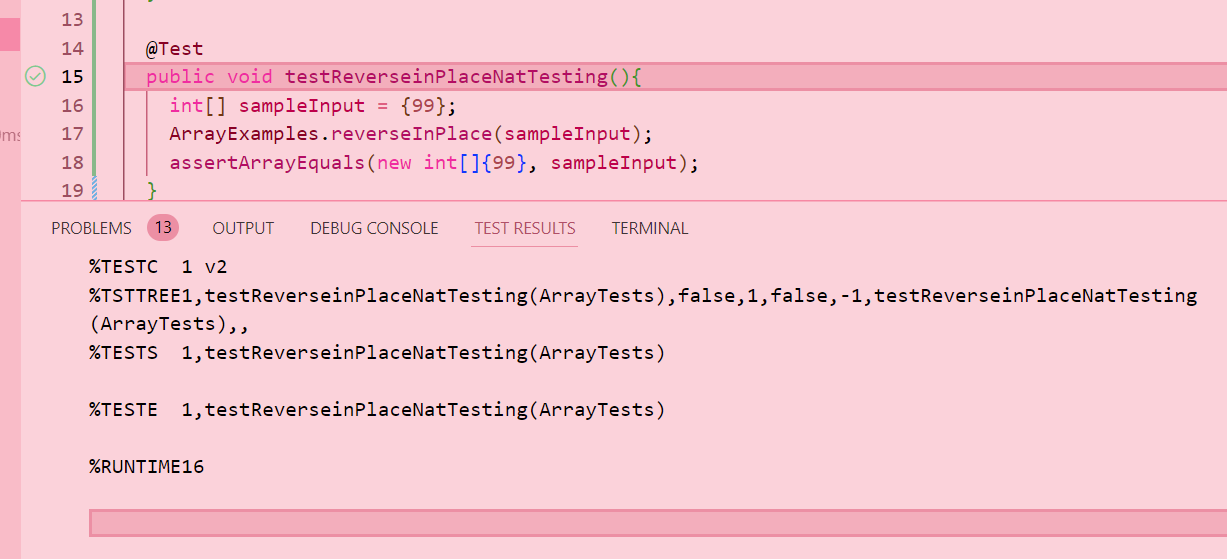 13
14 @Test
15 public void testReverseinPlaceNatTesting(){
16 int[] sampleInput = {99};
17 ArrayExamples.reverseInPlace(sampleInput);
18 assertArrayEquals(new int[]{99}, sampleInput);
19 }
ms
PROBLEMS 13 OUTPUT DEBUG CONSOLE TEST RESULTS TERMINAL
%TESTC  1 v2
%TSTTREE1,testReverseinPlaceNatTesting(ArrayTests),false,1,false,-1,testReverseinPlaceNatTesting
(ArrayTests),,
%TESTS  1,testReverseinPlaceNatTesting(ArrayTests)
%TESTE  1,testReverseinPlaceNatTesting(ArrayTests)
%RUNTIME16